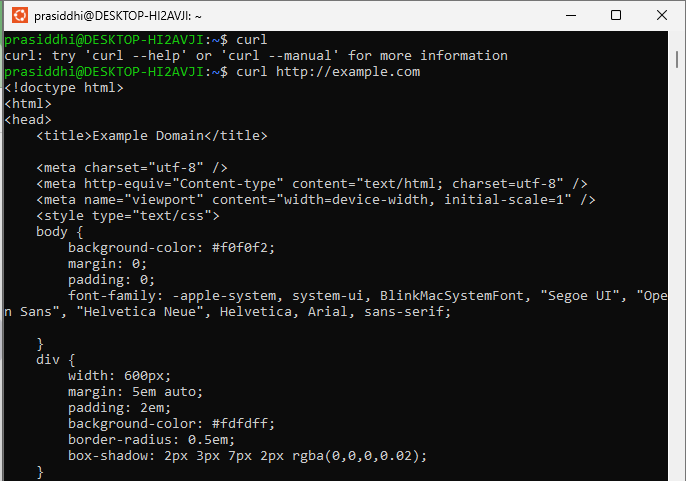 prasiddhi@DESKTOP-HI2AVJI: ~
prasiddhi@DESKTOP-HI2AVJI:~$ curl
curl: try 'curl --help' or 'curl --manual' for more information
prasiddhi@DESKTOP-HI2AVJI:~$ curl http://example.com
<!doctype html>
<html>
<head>
    <title>Example Domain</title>

    <meta charset="utf-8" />
    <meta http-equiv="Content-type" content="text/html; charset=utf-8" />
    <meta name="viewport" content="width=device-width, initial-scale=1" />
    <style type="text/css">
    body {
        background-color: #f0f0f2;
        margin: 0;
        padding: 0;
        font-family: -apple-system, system-ui, BlinkMacSystemFont, "Segoe UI", "Ope
n Sans", "Helvetica Neue", Helvetica, Arial, sans-serif;

    }
    div {
        width: 600px;
        margin: 5em auto;
        padding: 2em;
        background-color: #fdfdff;
        border-radius: 0.5em;
        box-shadow: 2px 3px 7px 2px rgba(0,0,0,0.02);
    }